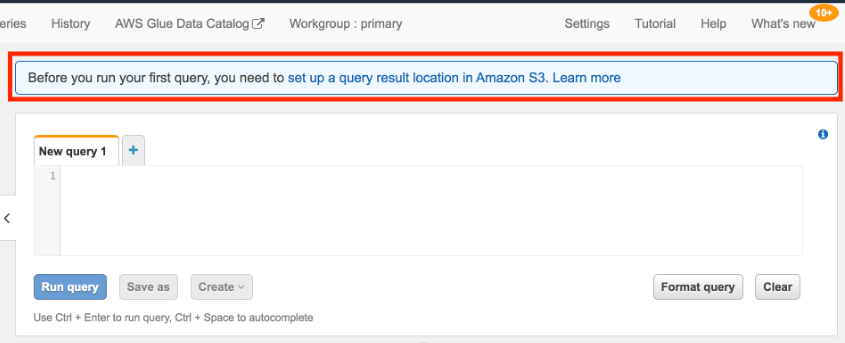 eries History AWS Glue Data Catalog Workgroup : primary Settings Tutorial Help What's new 10+
Before you run your first query, you need to set up a query result location in Amazon S3. Learn more
New query 1 +
1
Run query Save as Create Format query Clear
Use Ctrl + Enter to run query, Ctrl + Space to autocomplete